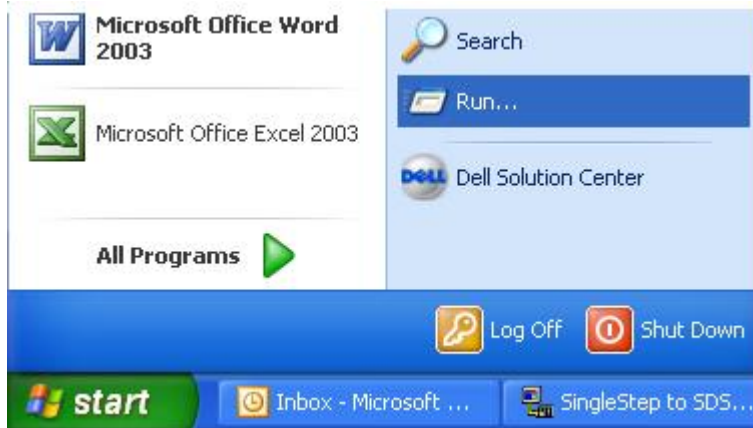 Microsoft Office Word
2003
Microsoft Office Excel 2003
All Programs
Search
Run...
DELL
Dell Solution Center
Log Off
Shut Down
start
Inbox - Microsoft ...
SingleStep to SDS...